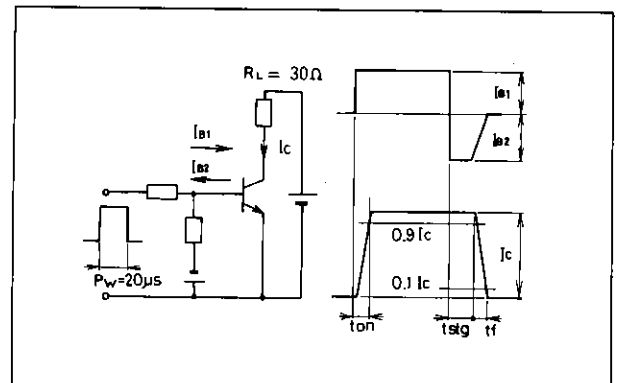 RL = 30Ω
IB1
IB2
Ic
PW=20µs
IB1
IB2
0.9 Ic
Ic
0.1 Ic
ton
tstg
tf